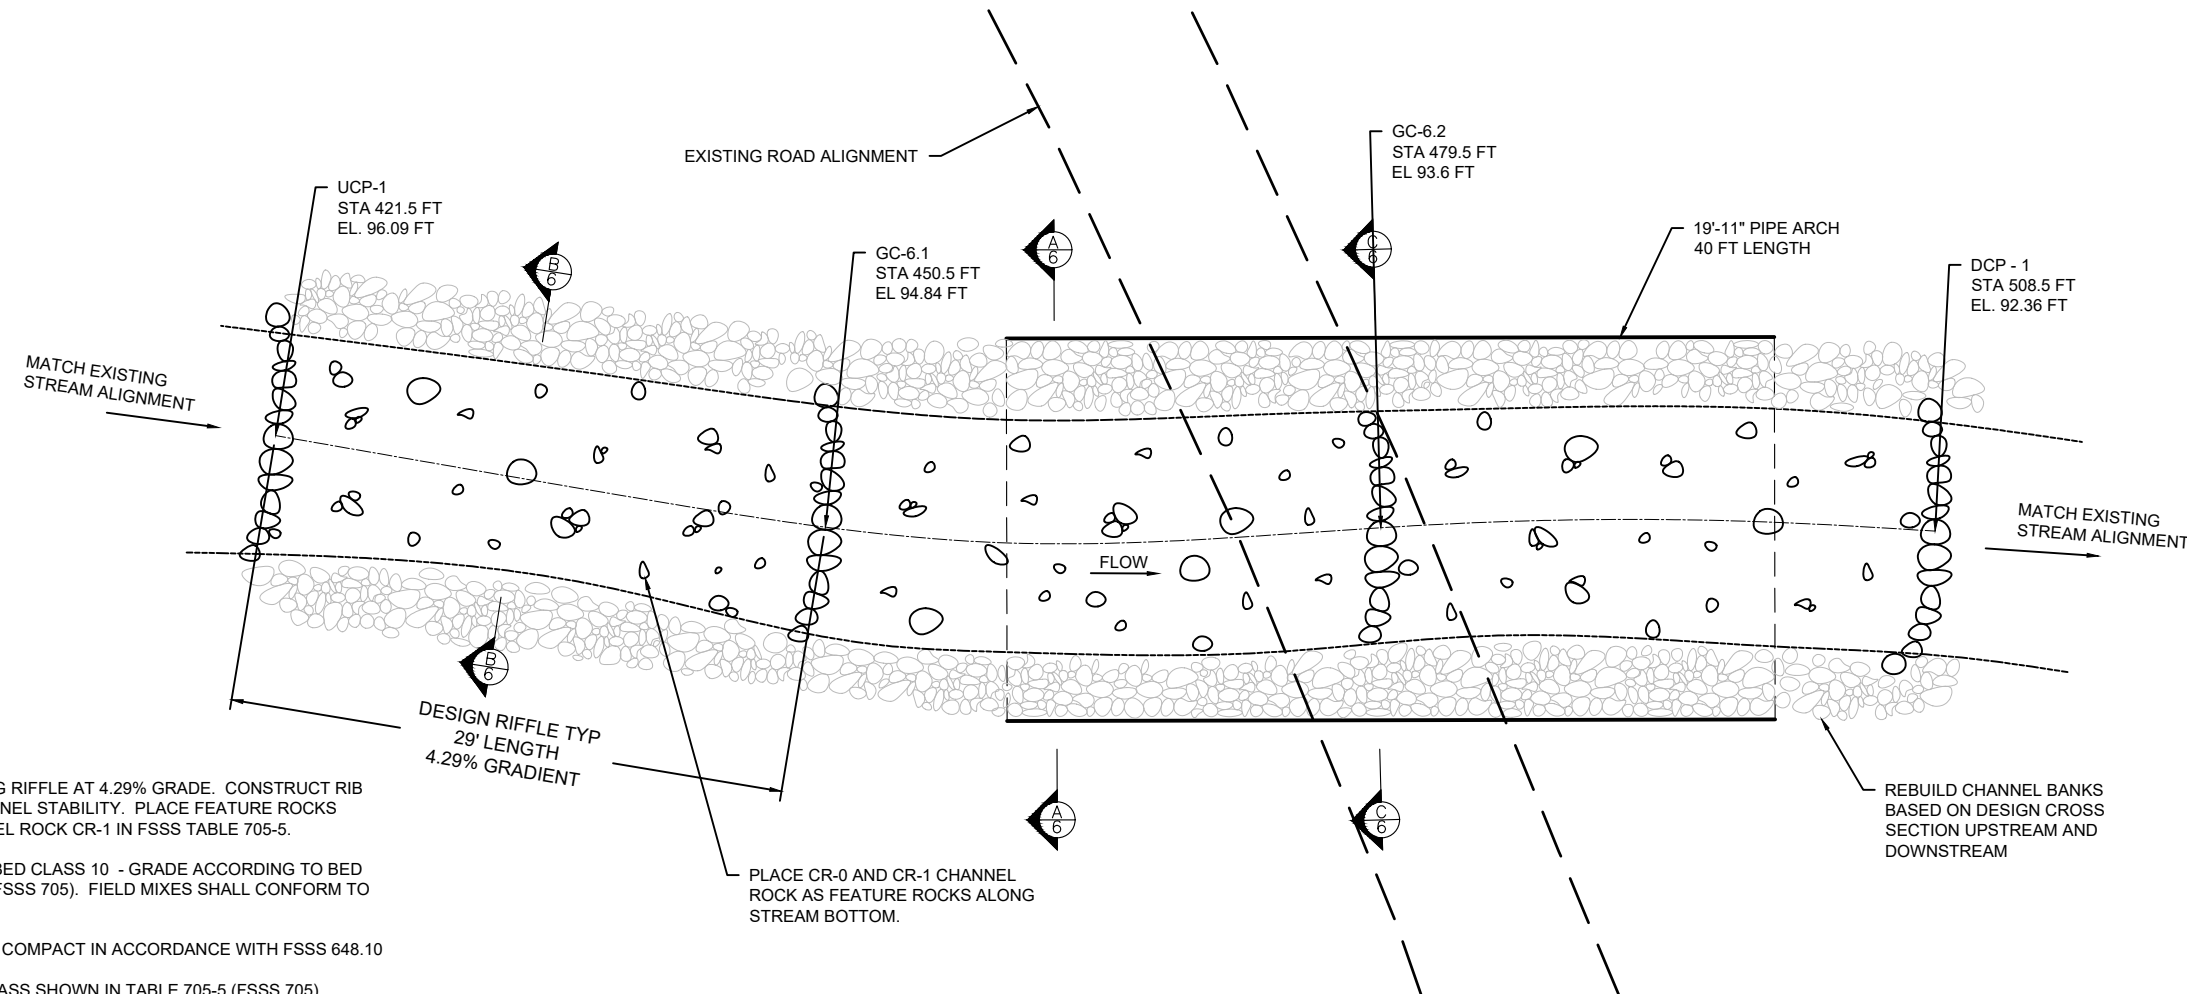 EXISTING ROAD ALIGNMENT
GC-6.2
STA 479.5 FT
EL 93.6 FT
UCP-1
STA 421.5 FT
EL. 96.09 FT
19'-11" PIPE ARCH
40 FT LENGTH
GC-6.1
STA 450.5 FT
EL 94.84 FT
DCP - 1
STA 508.5 FT
EL. 92.36 FT
B
6
A
6
C
6
MATCH EXISTING
STREAM ALIGNMENT
MATCH EXISTING
STREAM ALIGNMENT
FLOW
B
6
DESIGN RIFFLE TYP
29' LENGTH
4.29% GRADIENT
A
6
C
6
RIFFLE AT 4.29% GRADE. CONSTRUCT RIB
STABILITY. PLACE FEATURE ROCKS
ROCK CR-1 IN FSSS TABLE 705-5.
BED CLASS 10 - GRADE ACCORDING TO BED
FSSS 705). FIELD MIXES SHALL CONFORM TO
COMPACT IN ACCORDANCE WITH FSSS 648.10
SHOWN IN TABLE 705-5 (FSSS 705)
PLACE CR-0 AND CR-1 CHANNEL
ROCK AS FEATURE ROCKS ALONG
STREAM BOTTOM.
REBUILD CHANNEL BANKS
BASED ON DESIGN CROSS
SECTION UPSTREAM AND
DOWNSTREAM